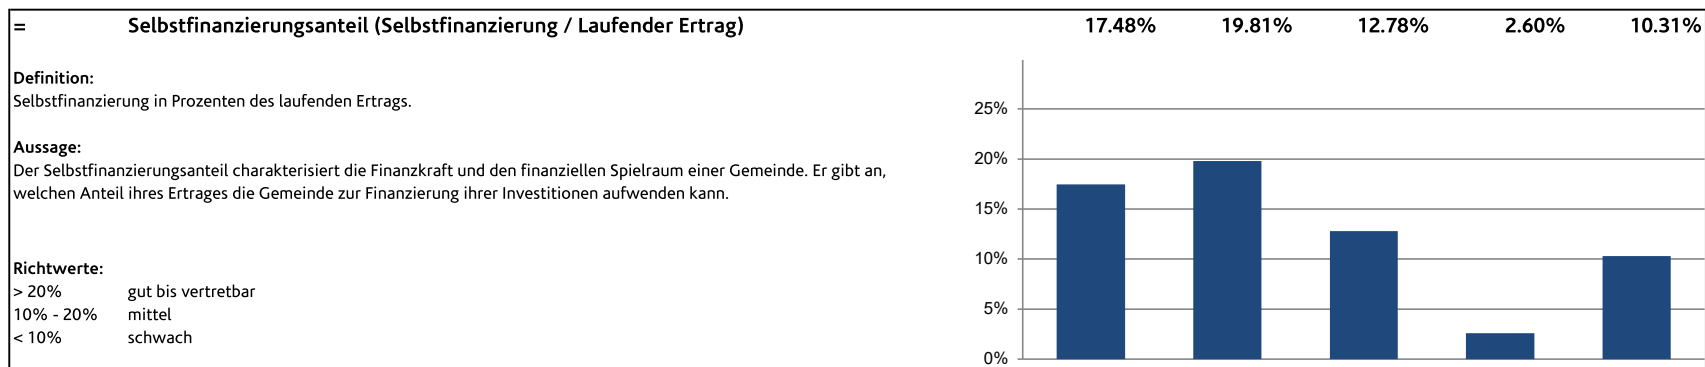 = Selbstfinanzierungsanteil (Selbstfinanzierung / Laufender Ertrag) 17.48% 19.81% 12.78% 2.60% 10.31%
Definition:
Selbstfinanzierung in Prozenten des laufenden Ertrags.
Aussage:
Der Selbstfinanzierungsanteil charakterisiert die Finanzkraft und den finanziellen Spielraum einer Gemeinde. Er gibt an,
welchen Anteil ihres Ertrages die Gemeinde zur Finanzierung ihrer Investitionen aufwenden kann.
Richtwerte:
> 20% gut bis vertretbar
10% - 20% mittel
< 10% schwach
25%
20%
15%
10%
5%
0%